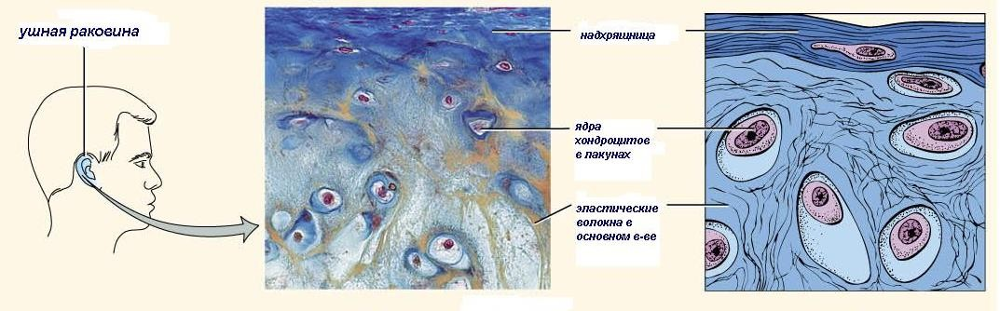 ушная раковина
надхрящница
ядра
хондроцитов
в лакунах
эластические
волокна в
основном в-ве